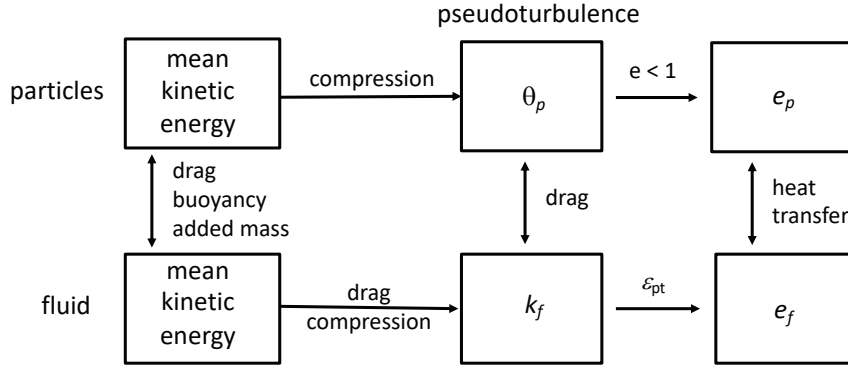 pseudoturbulence
particles
mean
kinetic
energy
compression
θp
e < 1
ep
drag
buoyancy
added mass
drag
heat
transfer
fluid
mean
kinetic
energy
drag
compression
kf
εpt
ef